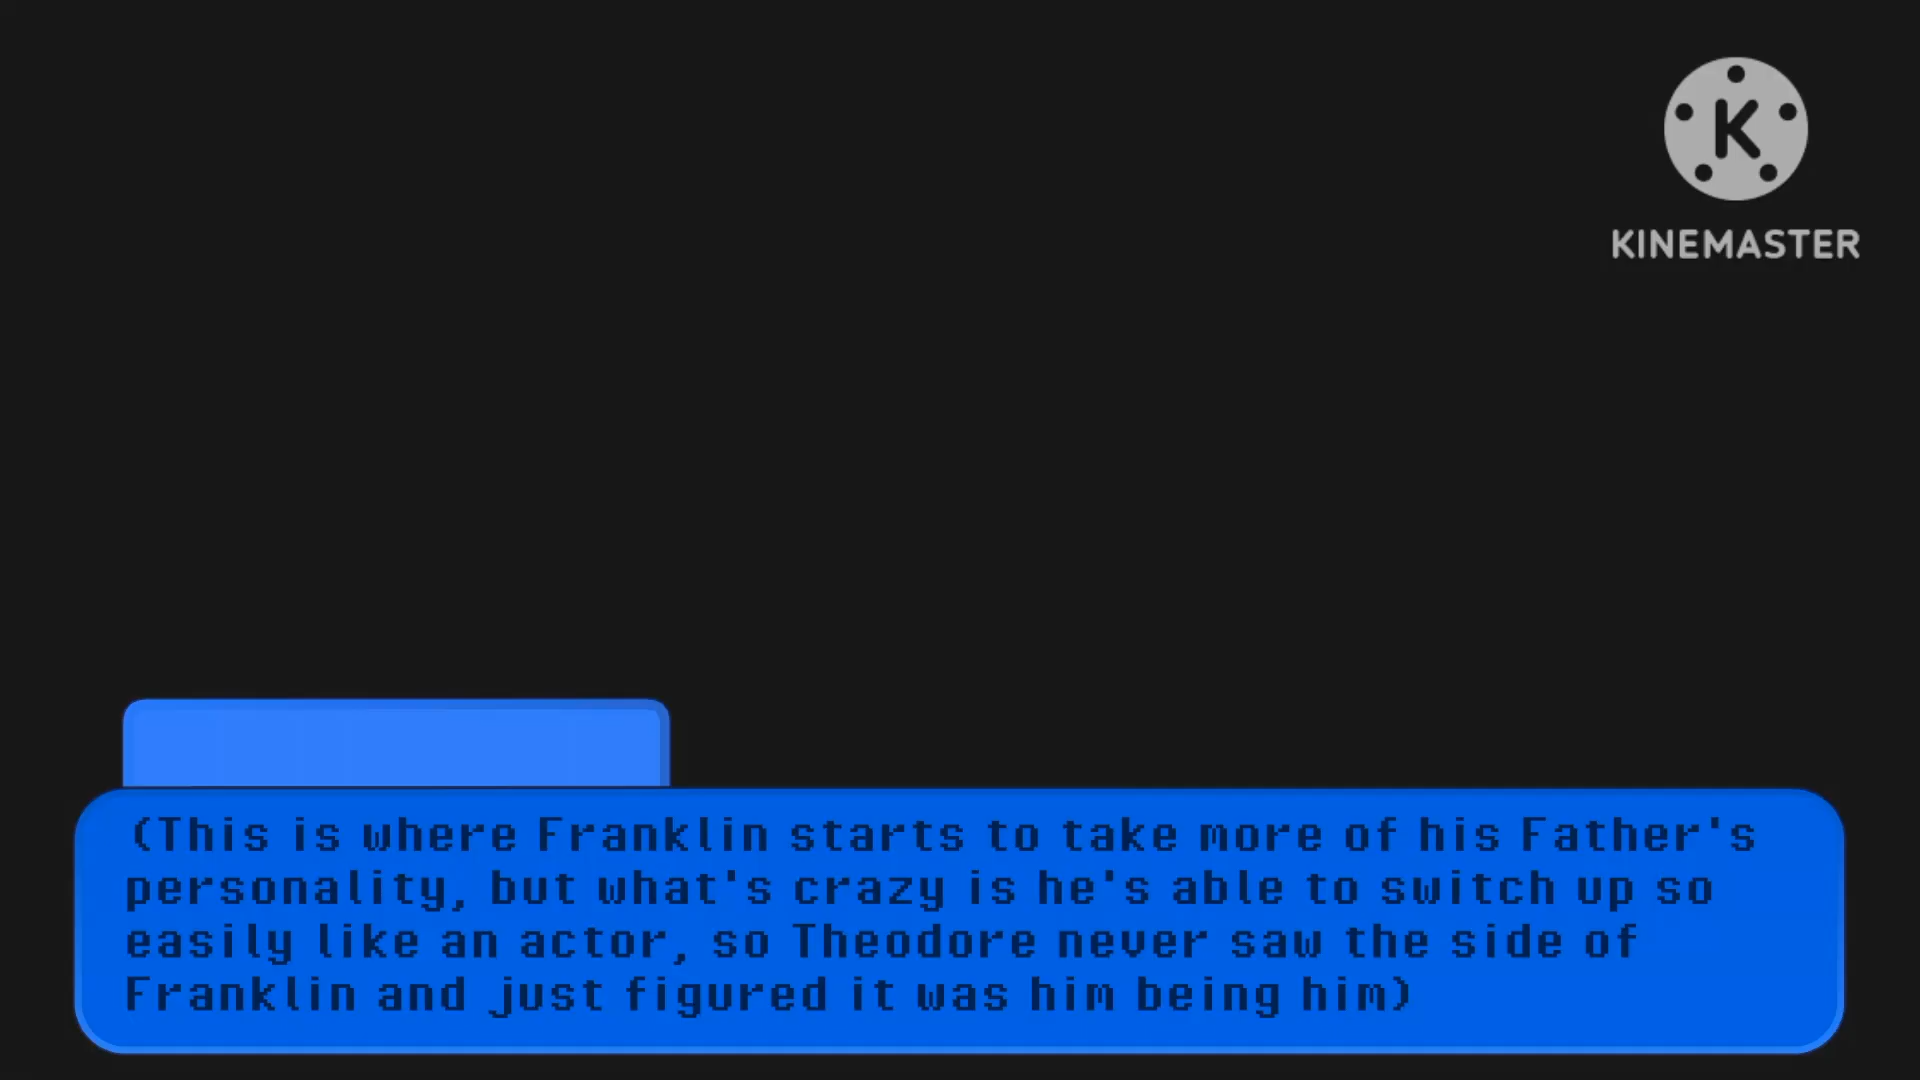 K
KINEMASTER
(This is where Franklin starts to take more of his Father's
personality, but what's crazy is he's able to switch up so
easily like an actor, so Theodore never saw the side of
Franklin and just figured it was him being him)